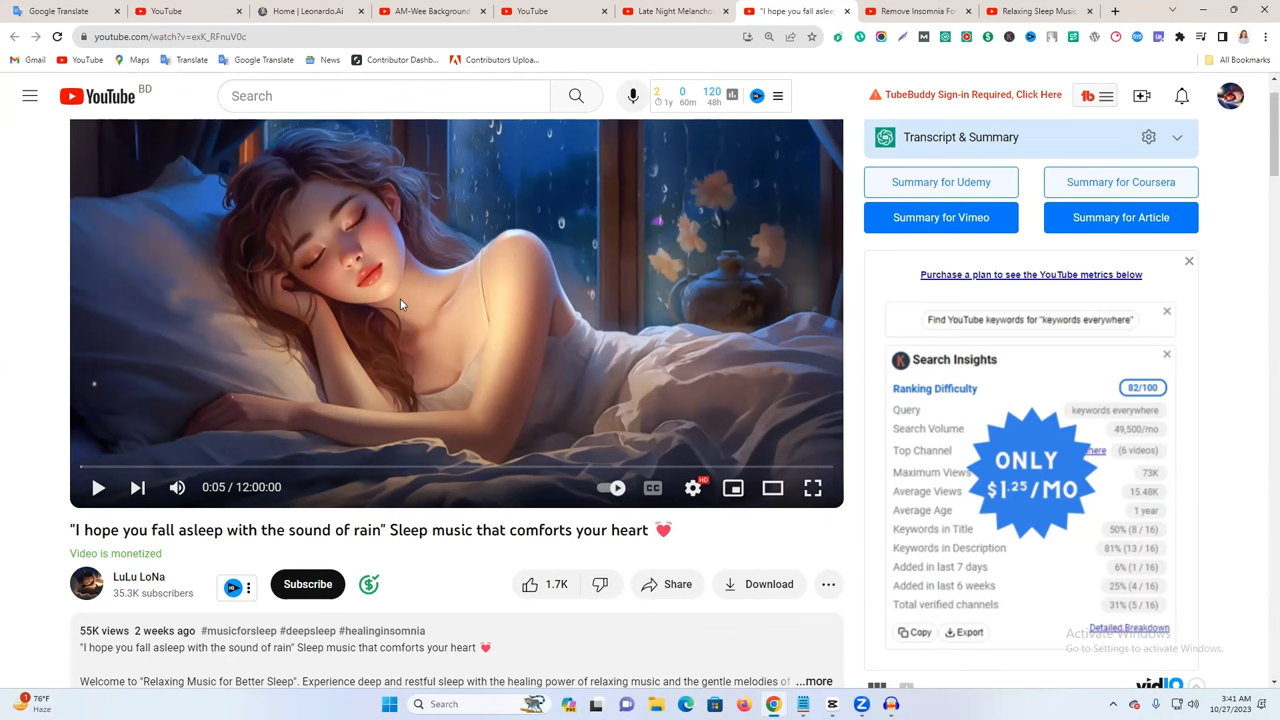 Google Translate
YouTube
Home | Leonardo.Ai
AM-Wee Background
YouTube
Late Night Melancho
"I hope you fall aslee
Remove Insomnia Fo
Relaxing Sleep Music,
youtube.com/watch?v=exK_RFnuV0c
Gmail
YouTube
Maps
Translate
Google Translate
News
Contributor Dashb...
Adobe Contributors...
All Bookmarks
YouTube BD
Search
2 0 120
1y 60m 48h
TubeBuddy Sign-in Required, Click Here
Transcript & Summary
Summary for Udemy
Summary for Coursera
Summary for Vimeo
Summary for Article
Purchase a plan to see the YouTube metrics below
Find YouTube keywords for "keywords everywhere"
Search Insights
Ranking Difficulty 82/100
Query keywords everywhere
Search Volume 49,500/mo
Top Channel here (6 videos)
Maximum Views 73K
Average Views 15.48K
Average Age 1 year
Keywords in Title 50% (8 / 16)
Keywords in Description 81% (13 / 16)
Added in last 7 days 6% (1 / 16)
Added in last 6 weeks 25% (4 / 16)
Total verified channels 31% (5 / 16)
ONLY
$1.25/MO
Detailed Breakdown
Copy Export
Activate Windows
Go to Settings to activate Windows.
vidIQ
0:05 / 12:00:00
CC
HD
"I hope you fall asleep with the sound of rain" Sleep music that comforts your heart 💓
Video is monetized
LuLu LoNa
35.3K subscribers
Subscribe
1.7K
Share
Download
55K views 2 weeks ago #musicforsleep #deepsleep #healinginsomnia
"I hope you fall asleep with the sound of rain" Sleep music that comforts your heart 💓
Welcome to "Relaxing Music for Better Sleep". Experience deep and restful sleep with the healing power of relaxing music and the gentle melodies of ...more
76°F
Haze
Search
3:41 AM
10/27/2023